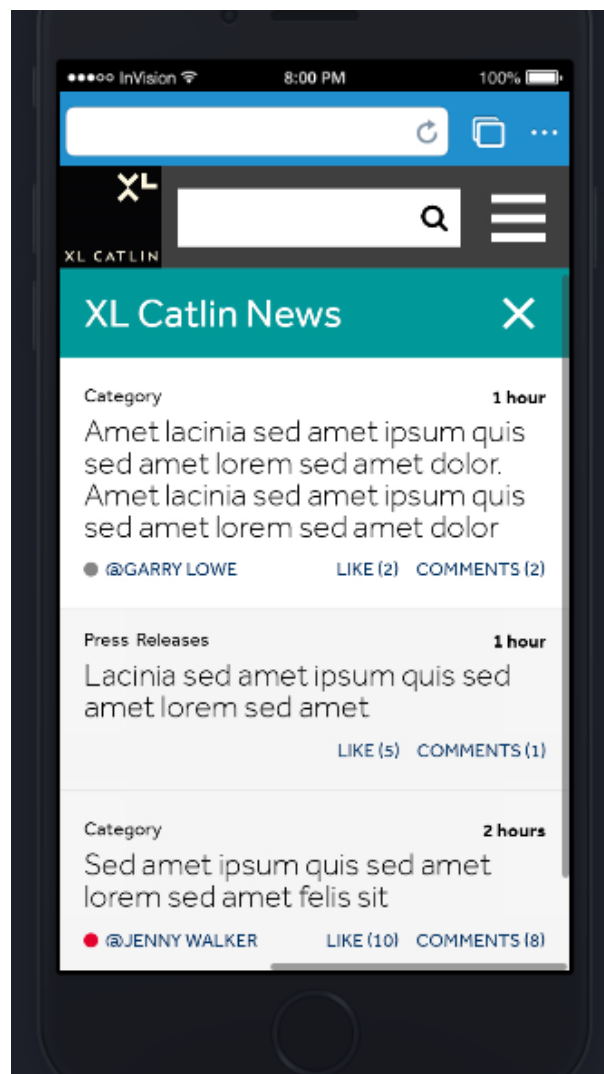 InVision 8:00 PM 100%
XL
XL CATLIN
XL Catlin News
Category 1 hour
Amet lacinia sed amet ipsum quis
sed amet lorem sed amet dolor.
Amet lacinia sed amet ipsum quis
sed amet lorem sed amet dolor
@GARRY LOWE LIKE (2) COMMENTS (2)
Press Releases 1 hour
Lacinia sed amet ipsum quis sed
amet lorem sed amet
LIKE (5) COMMENTS (1)
Category 2 hours
Sed amet ipsum quis sed amet
lorem sed amet felis sit
@JENNY WALKER LIKE (10) COMMENTS (8)